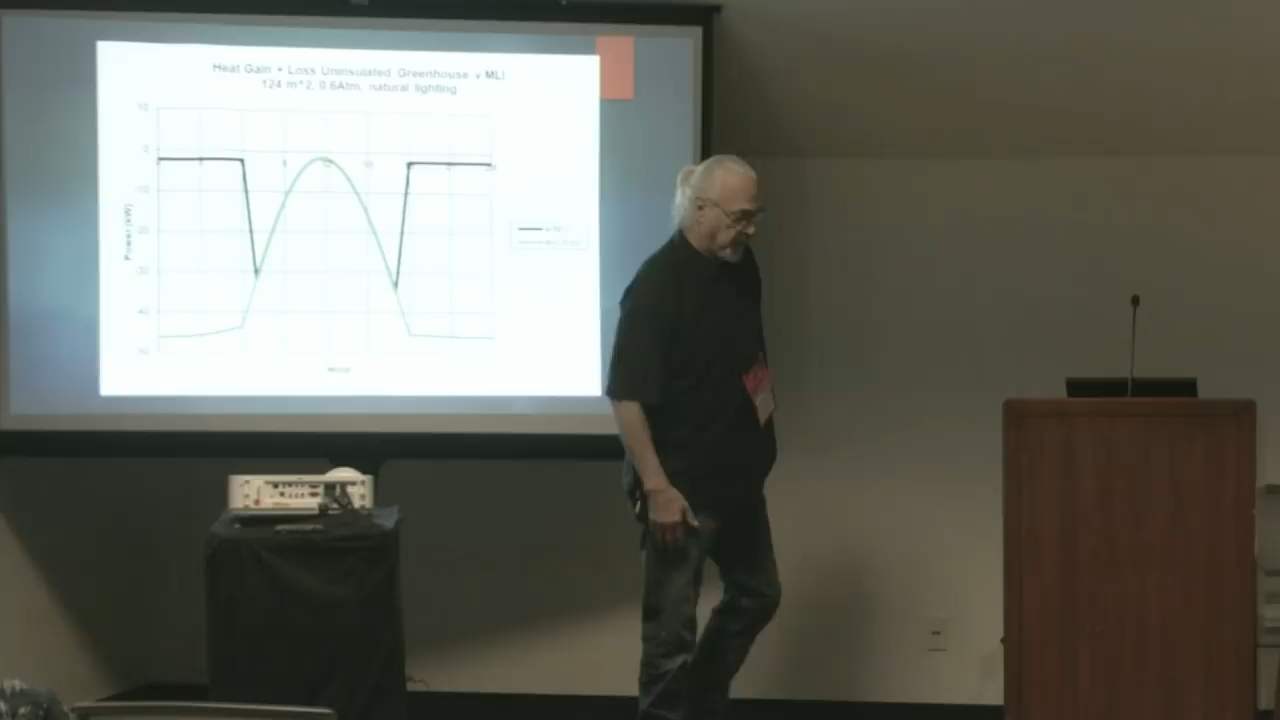 Heat Gain + Loss Uninsulated Greenhouse v MLI
124 m^2, 0.6Atm, natural lighting
10
0
-10
-20
-30
-40
-50
Power (kW)